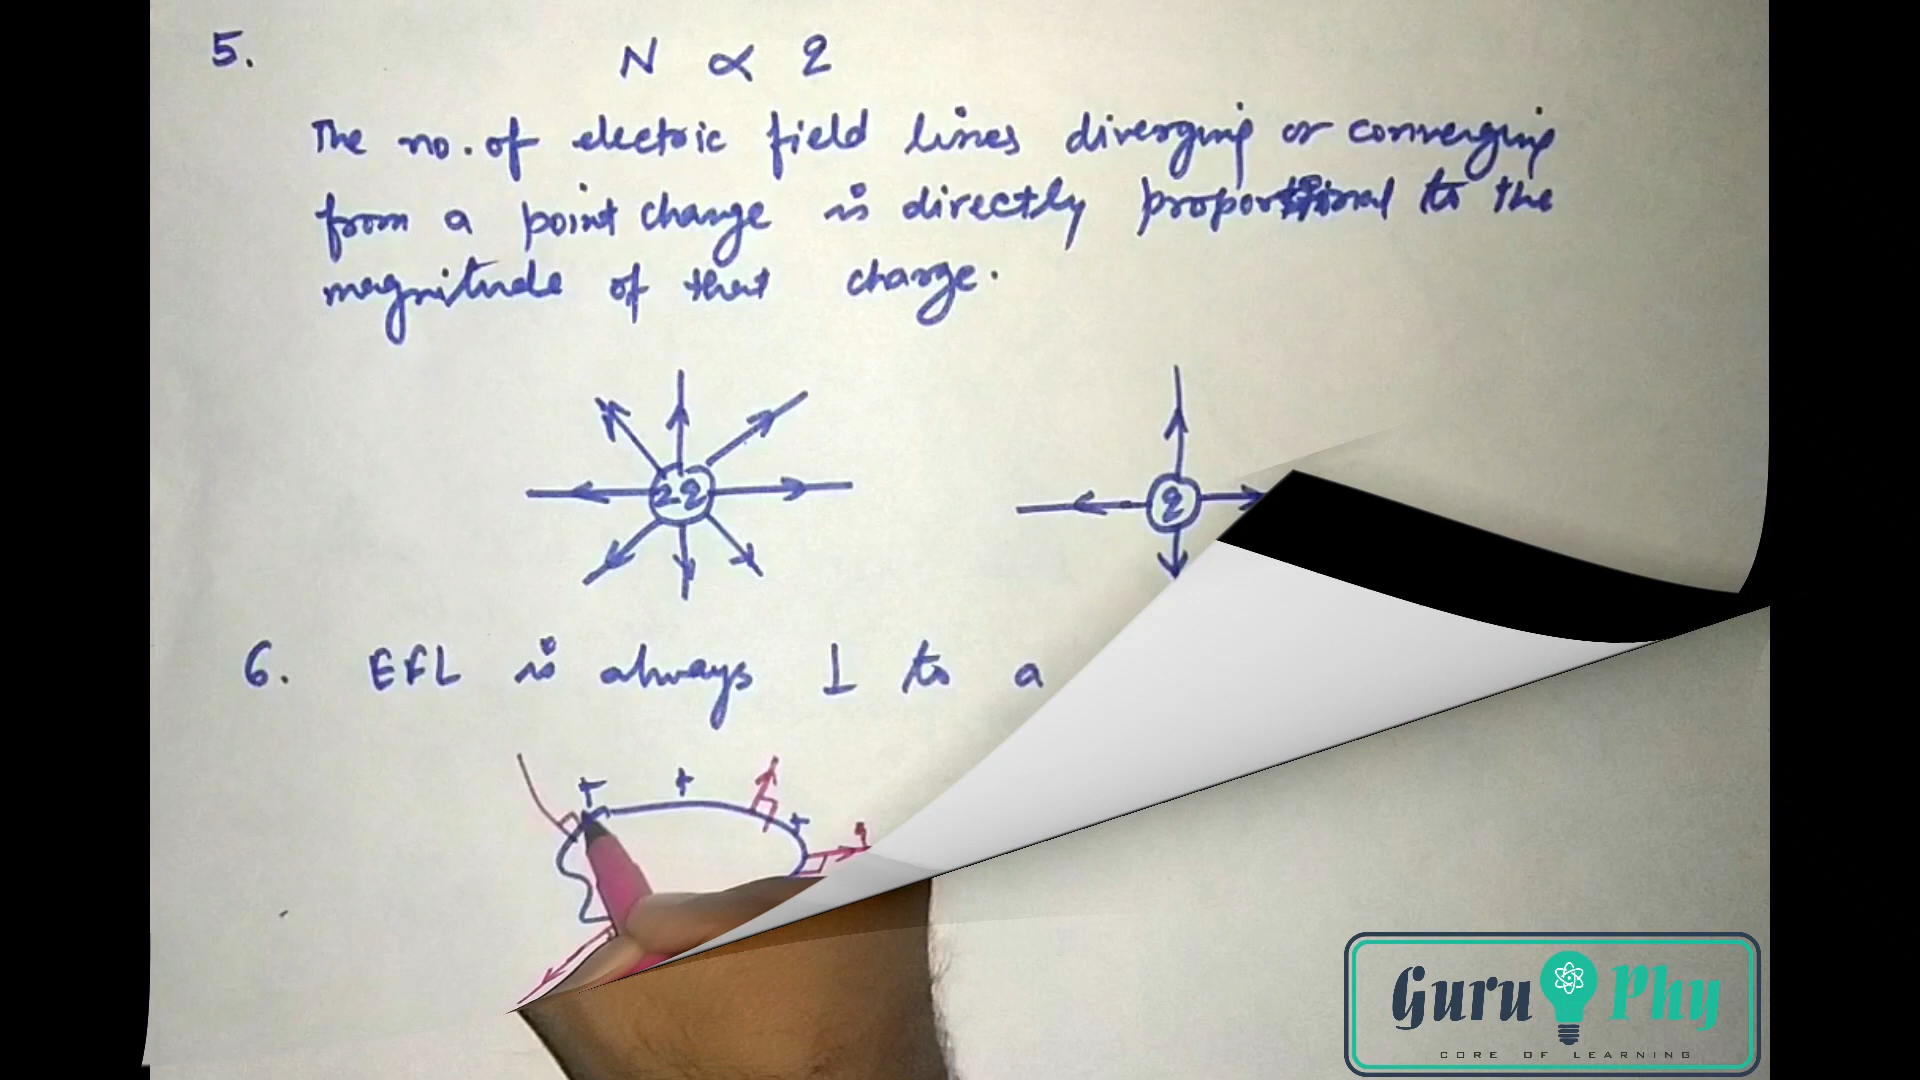 5.
N ∝ q
The no. of electric field lines diverging or converging
from a point charge is directly proportional to the
magnitude of that charge.
2q
q
6. EFL is always ⊥ to a
+ + +
Guru Phy
CORE OF LEARNING